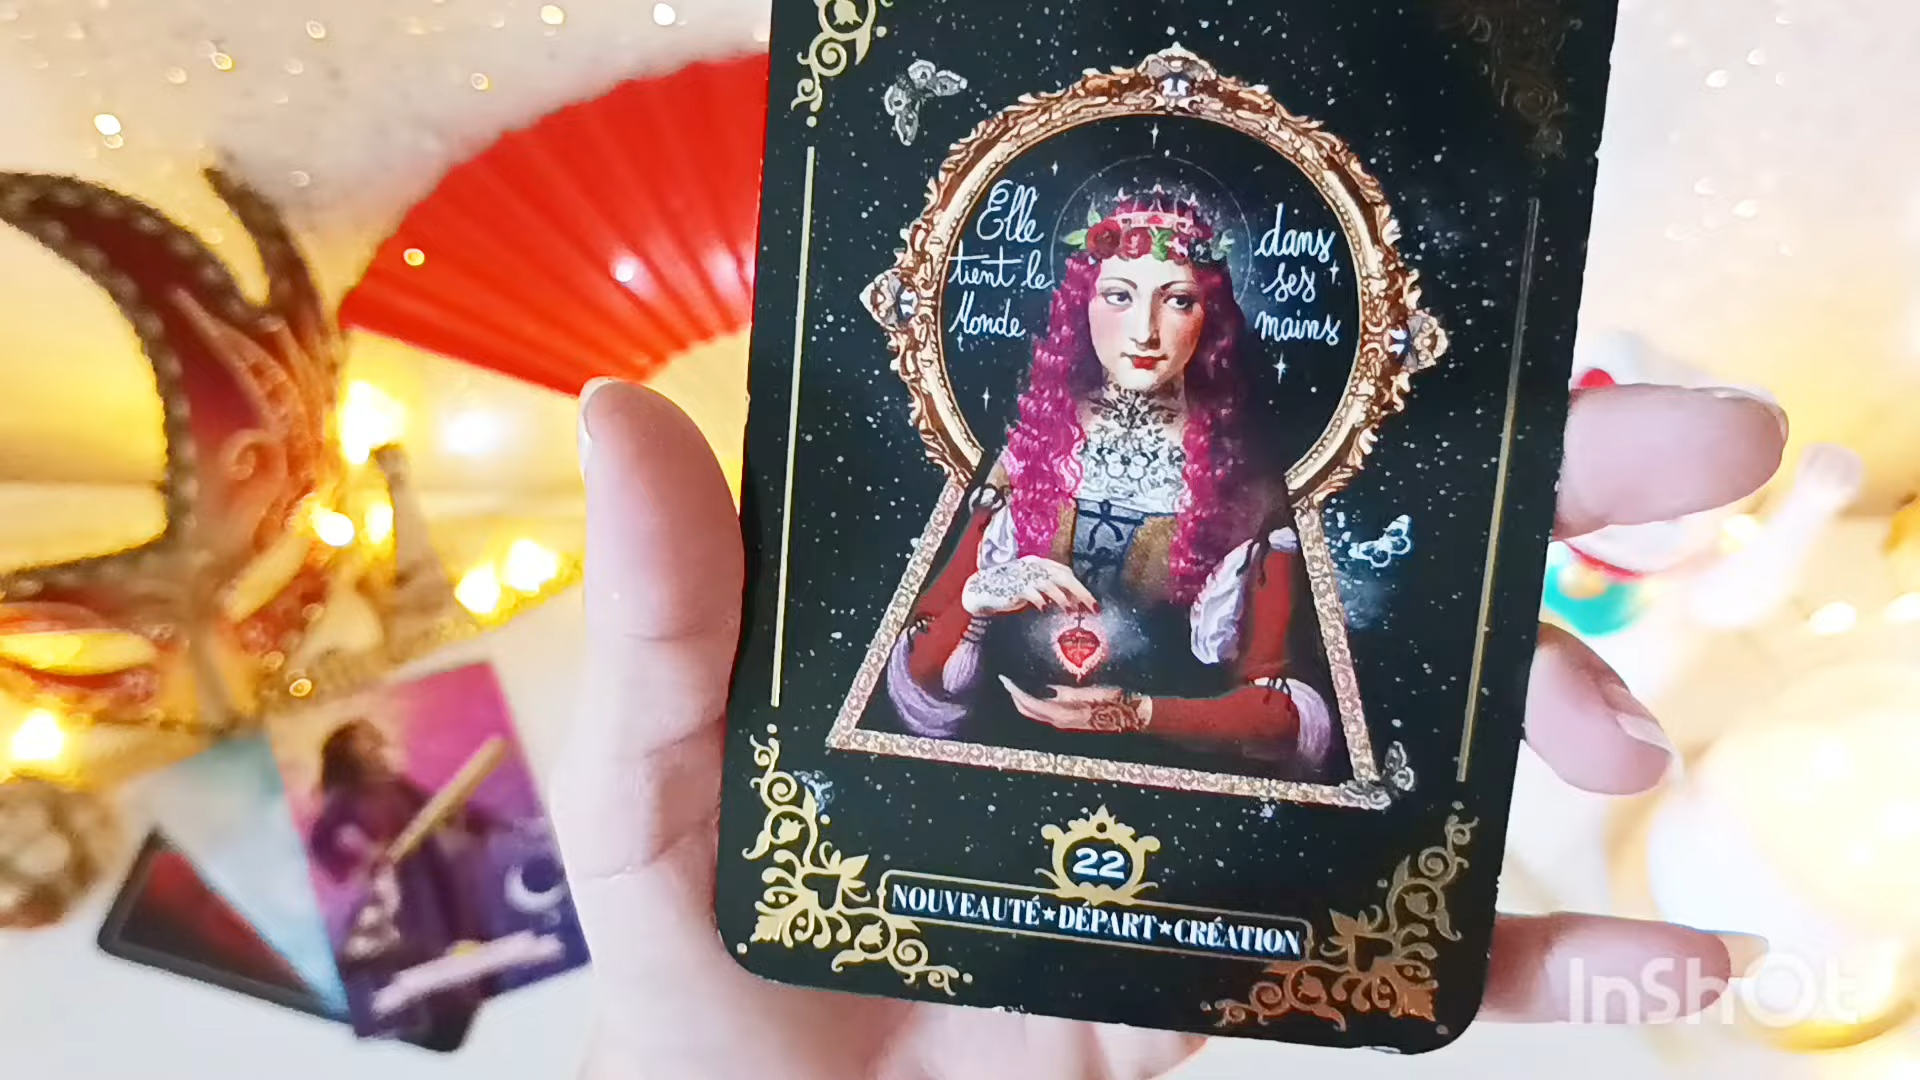 Elle
tient le
Monde
dans
ses
mains
22
NOUVEAUTÉ★DÉPART★CRÉATION
InShOt